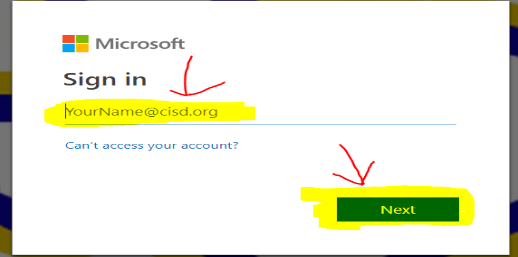 Microsoft
Sign in
YourName@cisd.org
Can't access your account?
Next